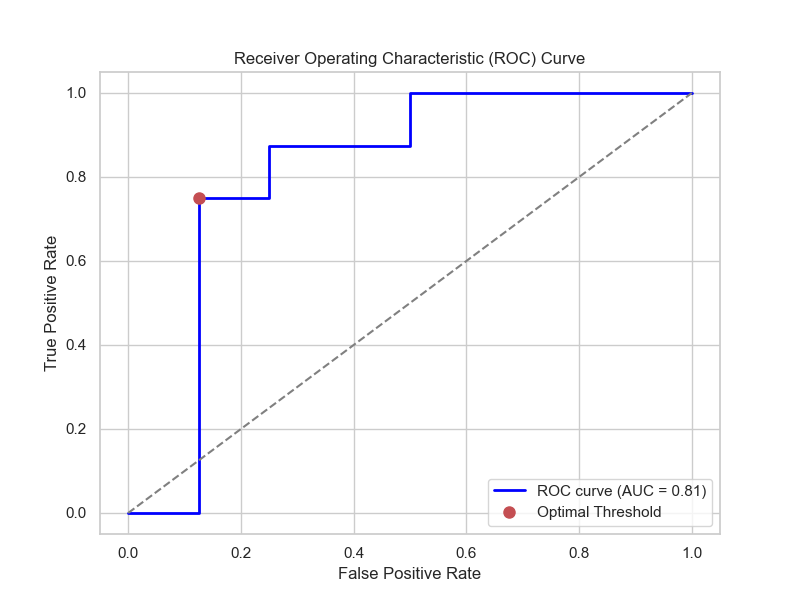 Receiver Operating Characteristic (ROC) Curve
True Positive Rate
1.0
0.8
0.6
0.4
0.2
0.0
ROC curve (AUC = 0.81)
Optimal Threshold
0.0 0.2 0.4 0.6 0.8 1.0
False Positive Rate